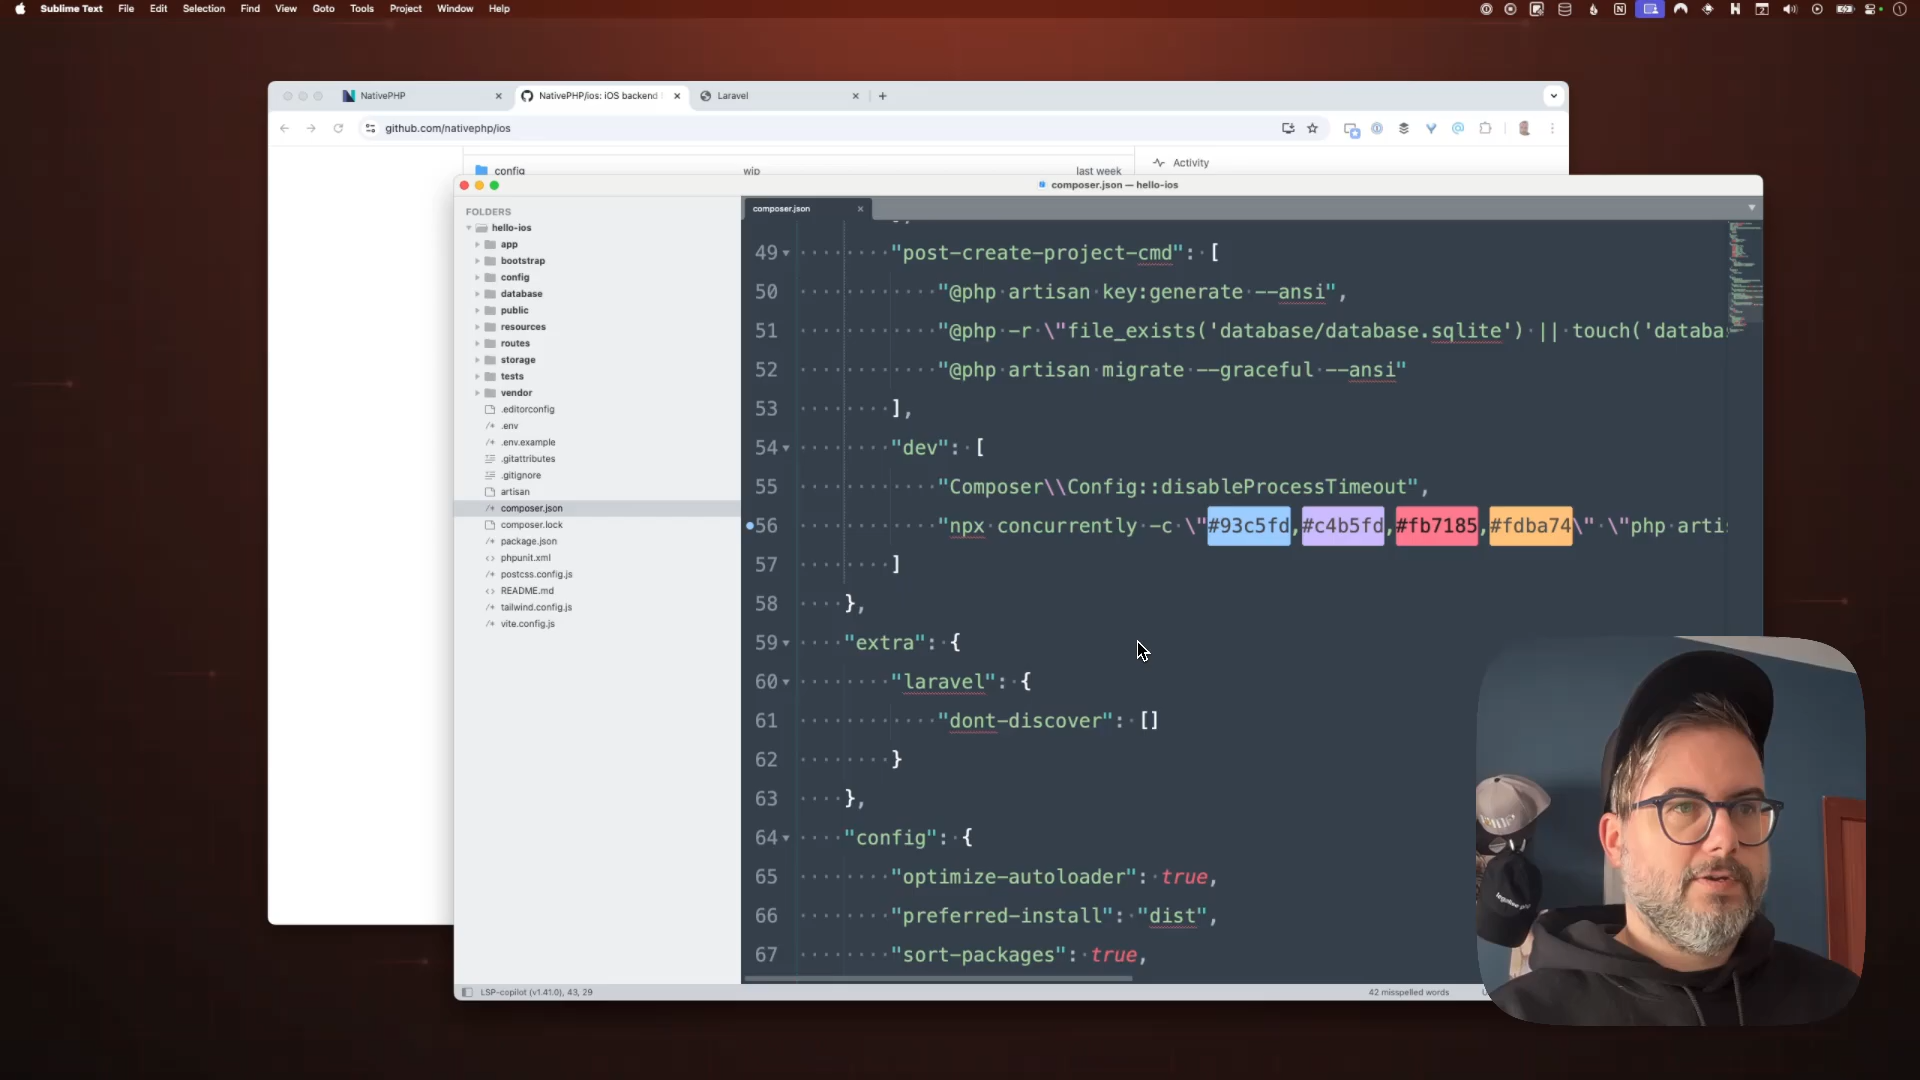 Sublime Text File Edit Selection Find View Goto Tools Project Window Help
NativePHP
NativePHP/ios: iOS backend
Laravel
github.com/nativephp/ios
config wip last week
Activity
composer.json — hello-ios
FOLDERS
hello-ios
app
bootstrap
config
database
public
resources
routes
storage
tests
vendor
.editorconfig
.env
.env.example
.gitattributes
.gitignore
artisan
composer.json
composer.lock
package.json
phpunit.xml
postcss.config.js
README.md
tailwind.config.js
vite.config.js
composer.json
49 "post-create-project-cmd": [
50 "@php artisan key:generate --ansi",
51 "@php -r \"file_exists('database/database.sqlite') || touch('databa
52 "@php artisan migrate --graceful --ansi"
53 ],
54 "dev": [
55 "Composer\\Config::disableProcessTimeout",
56 "npx concurrently -c \"#93c5fd,#c4b5fd,#fb7185,#fdba74\" \"php arti
57 ]
58 },
59 "extra": {
60 "laravel": {
61 "dont-discover": []
62 }
63 },
64 "config": {
65 "optimize-autoloader": true,
66 "preferred-install": "dist",
67 "sort-packages": true,
LSP-copilot (v1.41.0), 43, 29
42 misspelled words